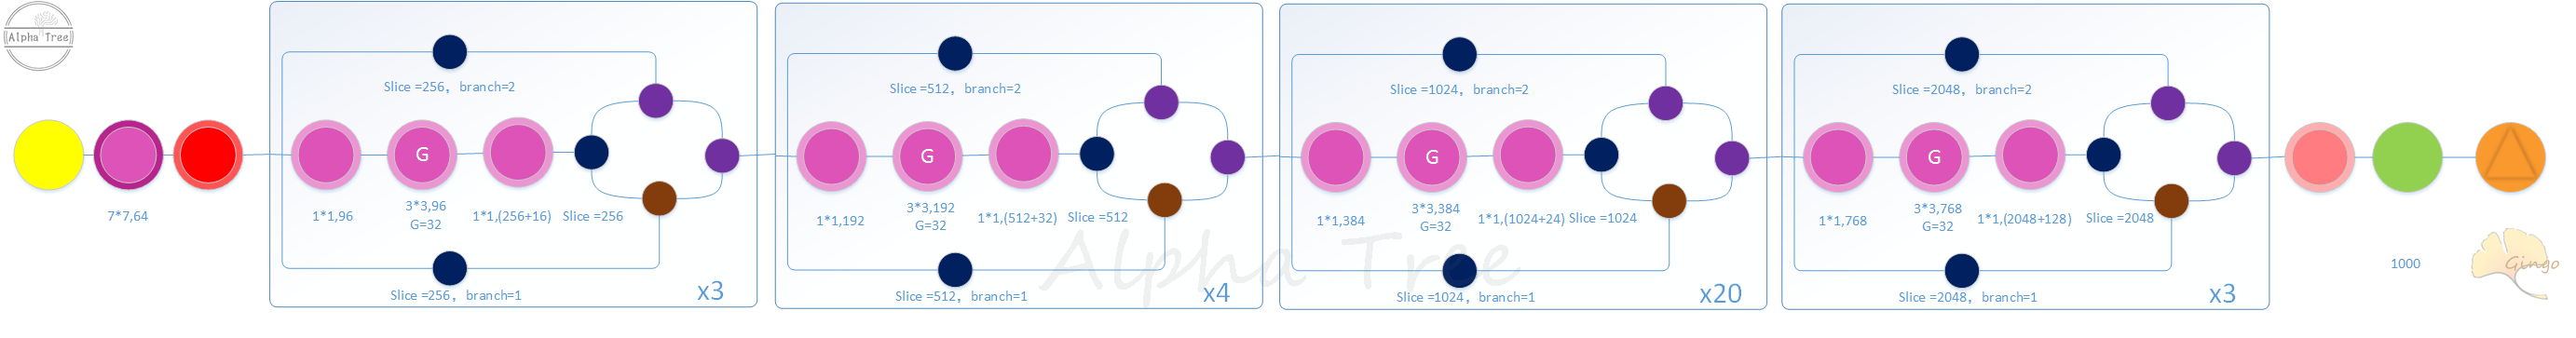 Alpha Tree
7*7,64
Slice =256, branch=2
G
1*1,96
3*3,96
G=32
1*1,(256+16)
Slice =256
Slice =256, branch=1
x3
Slice =512, branch=2
G
1*1,192
3*3,192
G=32
1*1,(512+32)
Slice =512
Slice =512, branch=1
x4
Slice =1024, branch=2
G
1*1,384
3*3,384
G=32
1*1,(1024+24)
Slice =1024
Slice =1024, branch=1
x20
Slice =2048, branch=2
G
1*1,768
3*3,768
G=32
1*1,(2048+128)
Slice =2048
Slice =2048, branch=1
x3
1000
Alpha Tree
Gingo